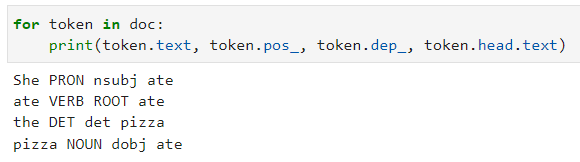 for token in doc:
    print(token.text, token.pos_, token.dep_, token.head.text)
She PRON nsubj ate
ate VERB ROOT ate
the DET det pizza
pizza NOUN dobj ate